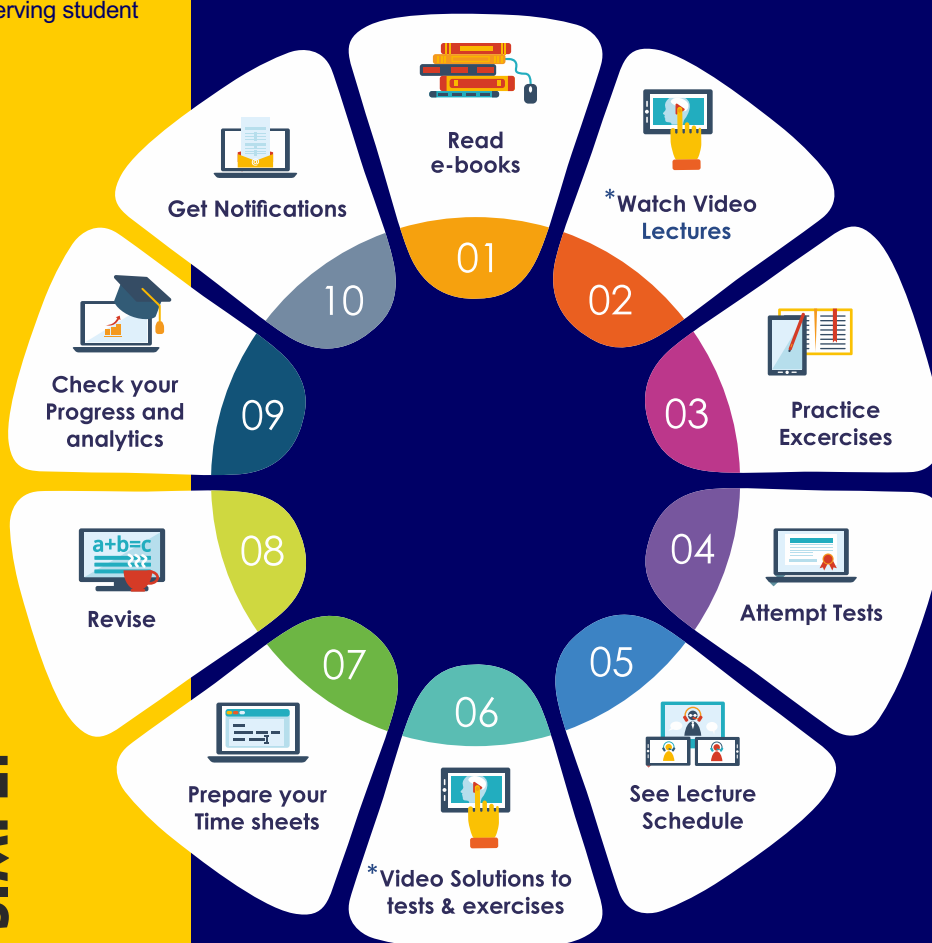 erving student
Read
e-books
01
*Watch Video
Lectures
02
Practice
Excercises
03
Attempt Tests
04
See Lecture
Schedule
05
*Video Solutions to
tests & exercises
06
Prepare your
Time sheets
07
a+b=c
Revise
08
Check your
Progress and
analytics
09
Get Notifications
10